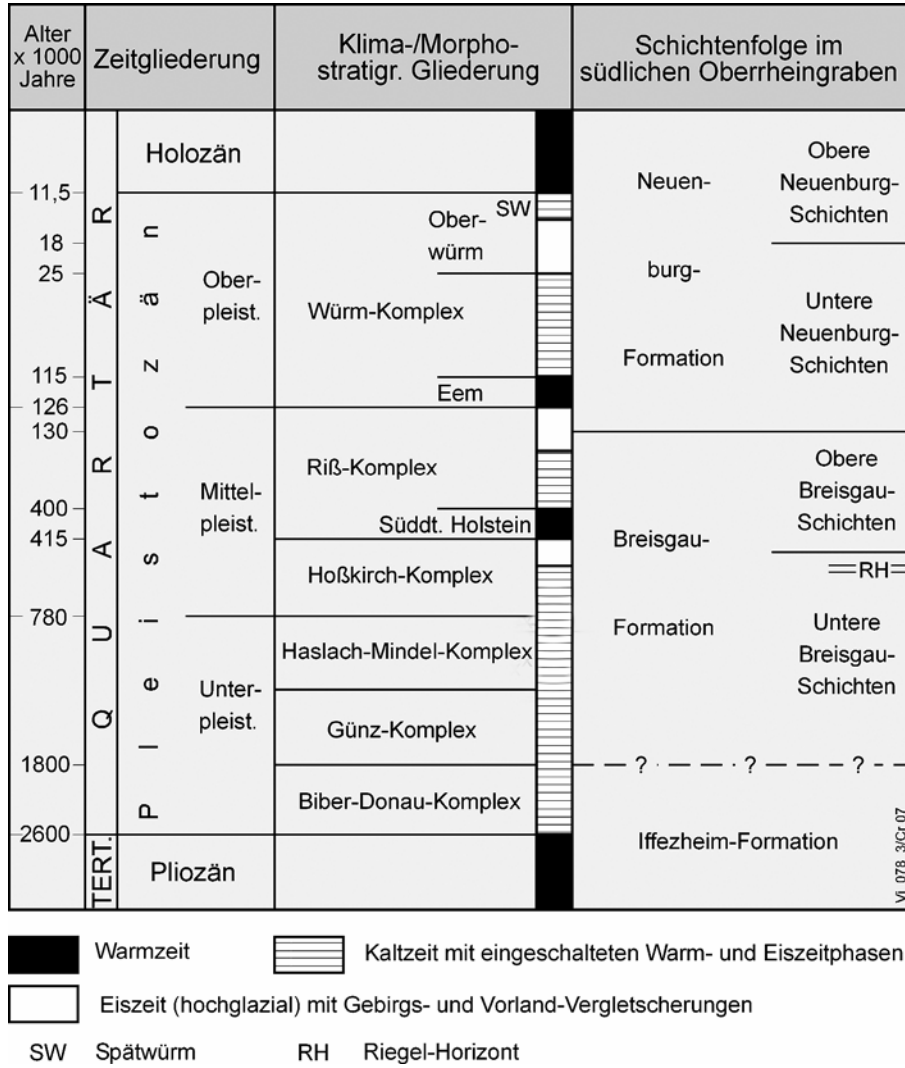 Alter
x 1000
Jahre
Zeitgliederung
Klima-/Morpho-
stratigr. Gliederung
Schichtenfolge im
südlichen Oberrheingraben
11,5
18
25
115
126
130
400
415
780
1800
2600
QUARTÄR
TERT.
Holozän
Pleistozän
Ober-
pleist.
Mittel-
pleist.
Unter-
pleist.
Pliozän
SW
Ober-
würm
Würm-Komplex
Eem
Riß-Komplex
Süddt. Holstein
Hoßkirch-Komplex
Haslach-Mindel-Komplex
Günz-Komplex
Biber-Donau-Komplex
Neuen-
burg-
Formation
Obere
Neuenburg-
Schichten
Untere
Neuenburg-
Schichten
Breisgau-
Formation
Obere
Breisgau-
Schichten
RH
Untere
Breisgau-
Schichten
? ? ?
Iffezheim-Formation
Vi_078_3/Cr 07
Warmzeit
Kaltzeit mit eingeschalteten Warm- und Eiszeitphasen
Eiszeit (hochglazial) mit Gebirgs- und Vorland-Vergletscherungen
SW Spätwürm
RH Riegel-Horizont